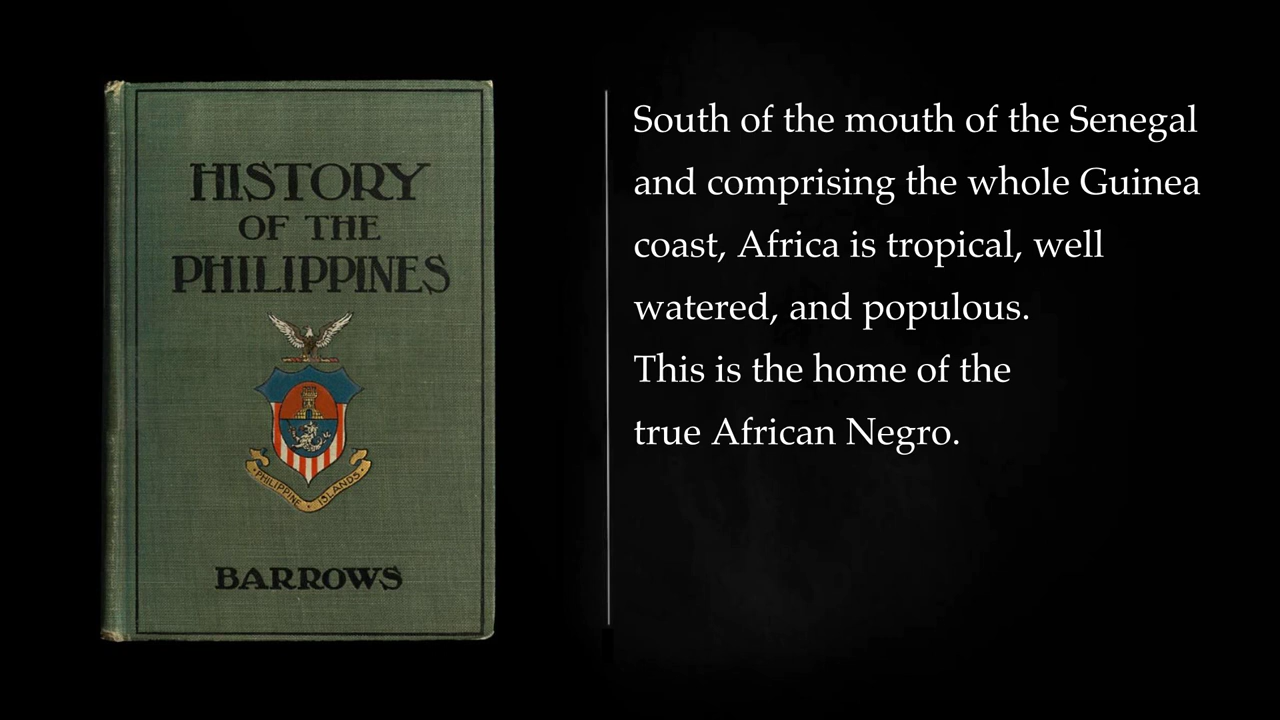 HISTORY
OF THE
PHILIPPINES
PHILIPPINE ISLANDS
BARROWS
South of the mouth of the Senegal
and comprising the whole Guinea
coast, Africa is tropical, well
watered, and populous.
This is the home of the
true African Negro.